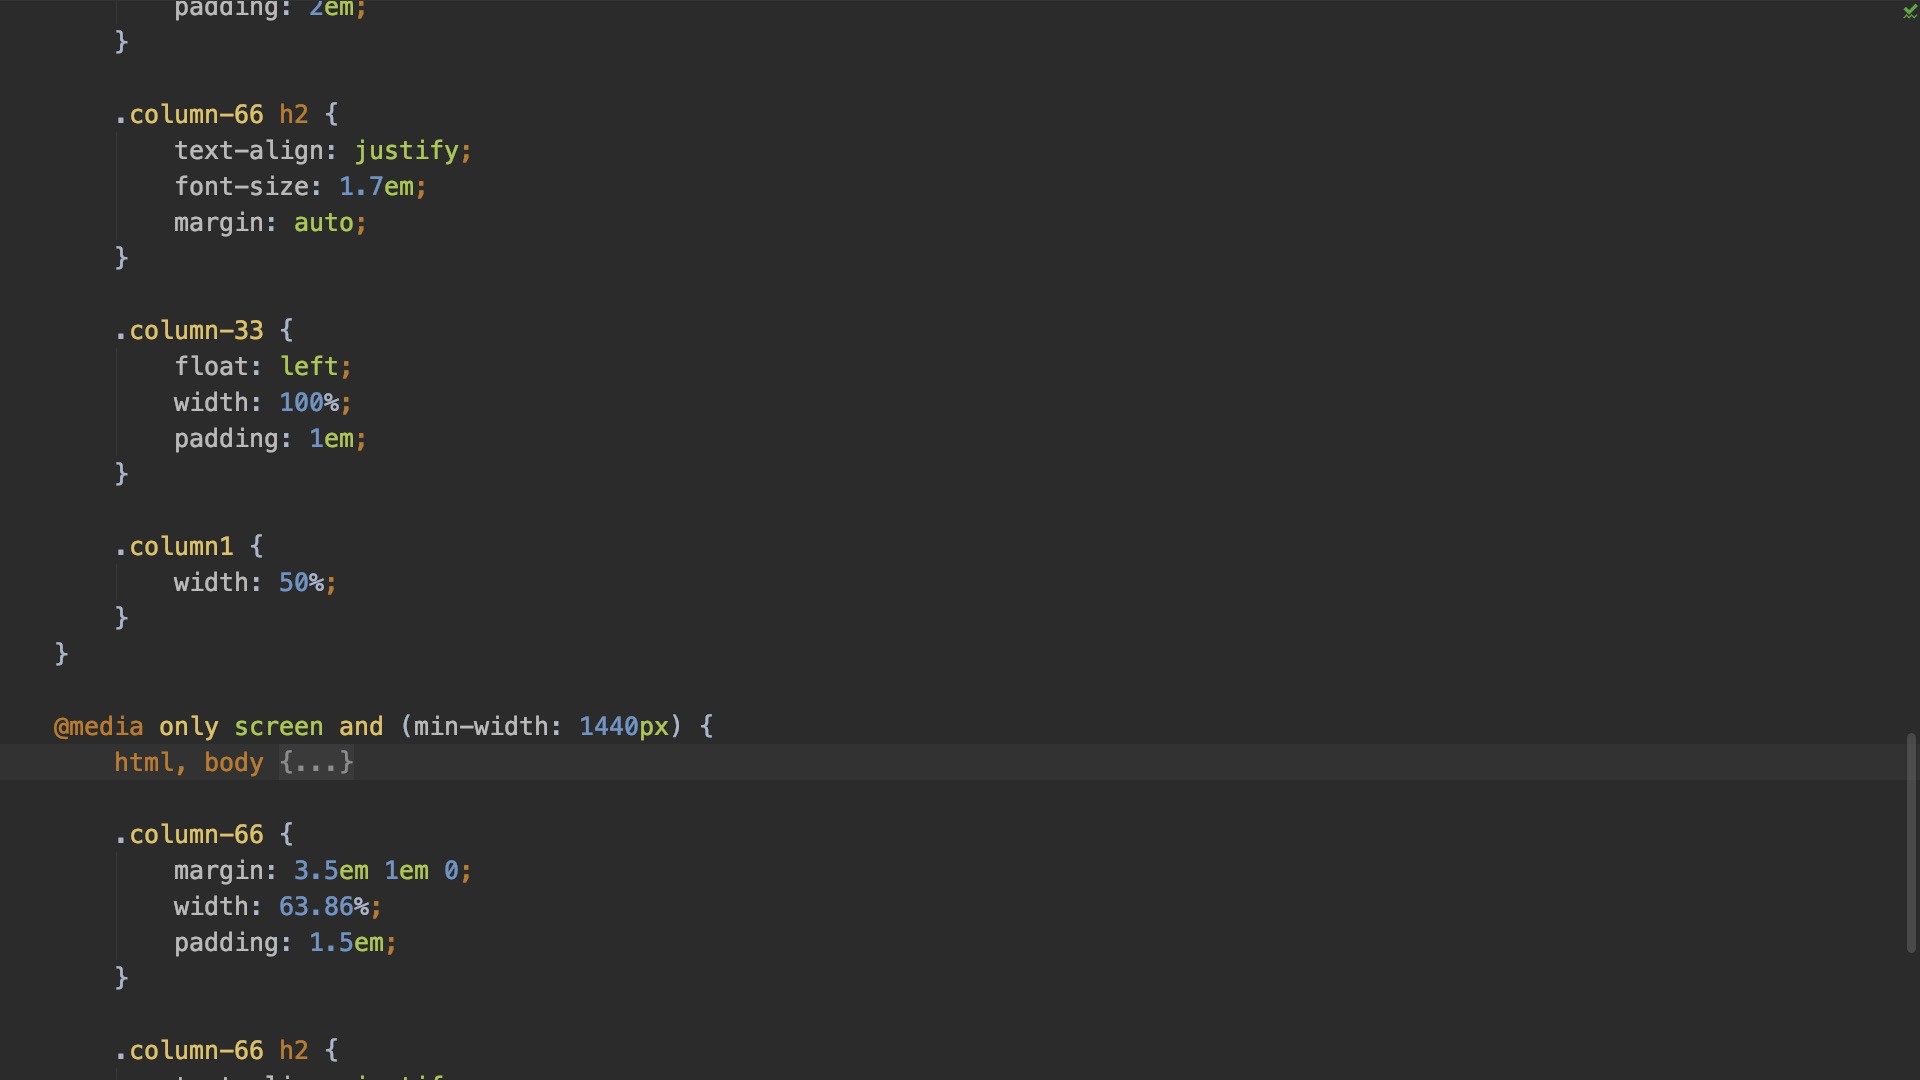 padding: 2em;
}
.column-66 h2 {
text-align: justify;
font-size: 1.7em;
margin: auto;
}
.column-33 {
float: left;
width: 100%;
padding: 1em;
}
.column1 {
width: 50%;
}
}
@media only screen and (min-width: 1440px) {
html, body {...}
.column-66 {
margin: 3.5em 1em 0;
width: 63.86%;
padding: 1.5em;
}
.column-66 h2 {